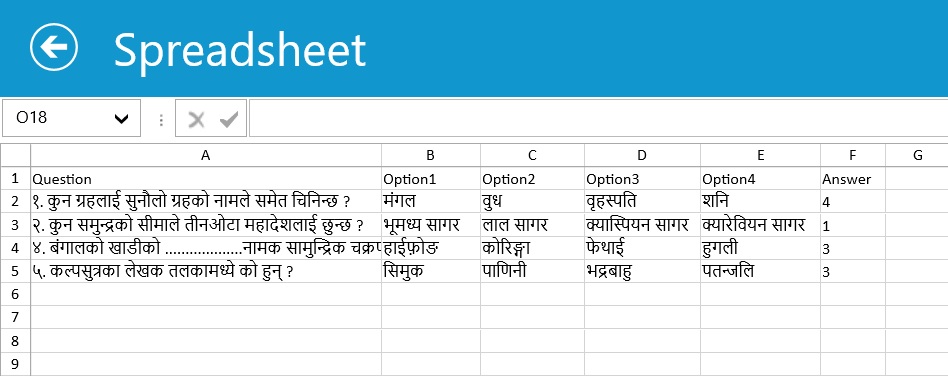 Spreadsheet
O18
A B C D E F G
1 Question Option1 Option2 Option3 Option4 Answer
2 १. कुन ग्रहलाई सुनौलो ग्रहको नामले समेत चिनिन्छ ? मंगल वुध वृहस्पति शनि 4
3 २. कुन समुन्द्रको सीमाले तीनओटा महादेशलाई छुन्छ ? भूमध्य सागर लाल सागर क्यास्पियन सागर क्यारेवियन सागर 1
4 ४. बंगालको खाडीको ...................नामक सामुन्द्रिक चक्रप हाईफ़ोङ कोरिङ्गा फेथाई हुगली 3
5 ५. कल्पसुत्रका लेखक तलकामध्ये को हुन् ? सिमुक पाणिनी भद्रबाहु पतन्जलि 3
6
7
8
9